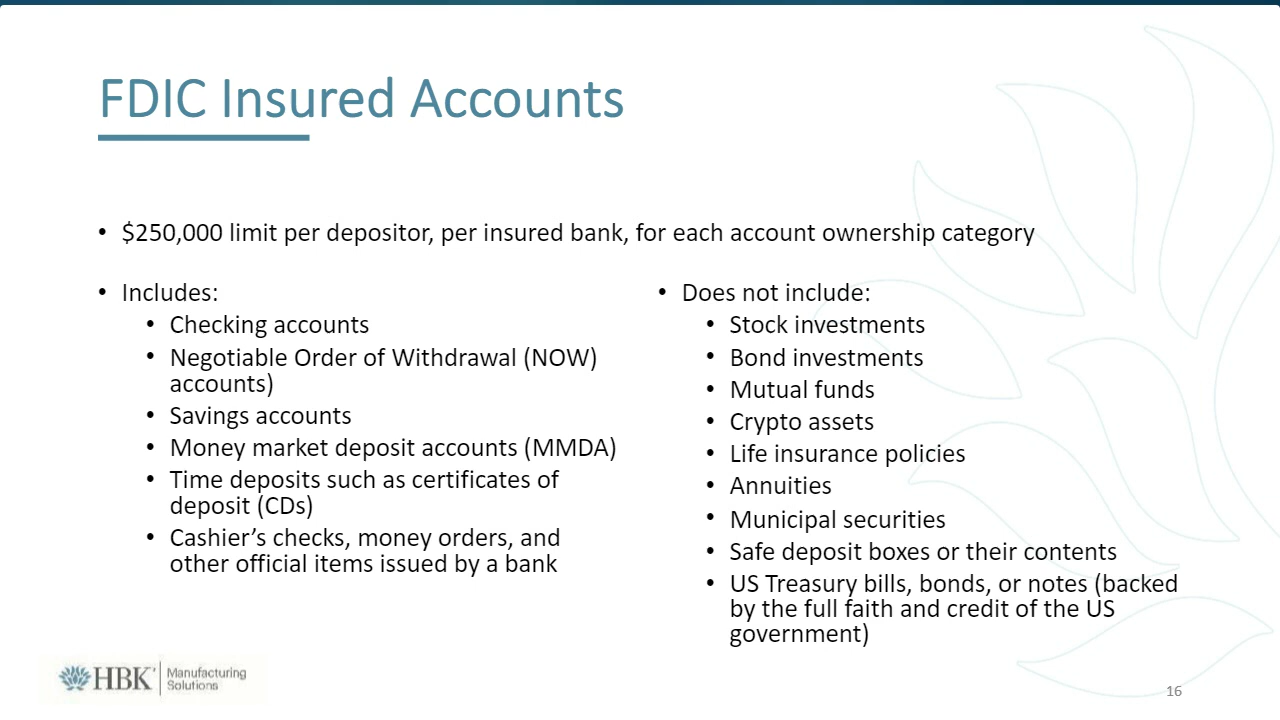 FDIC Insured Accounts
• $250,000 limit per depositor, per insured bank, for each account ownership category
• Includes:
• Checking accounts
• Negotiable Order of Withdrawal (NOW)
accounts)
• Savings accounts
• Money market deposit accounts (MMDA)
• Time deposits such as certificates of
deposit (CDs)
• Cashier’s checks, money orders, and
other official items issued by a bank
• Does not include:
• Stock investments
• Bond investments
• Mutual funds
• Crypto assets
• Life insurance policies
• Annuities
• Municipal securities
• Safe deposit boxes or their contents
• US Treasury bills, bonds, or notes (backed
by the full faith and credit of the US
government)
HBK
Manufacturing
Solutions
16